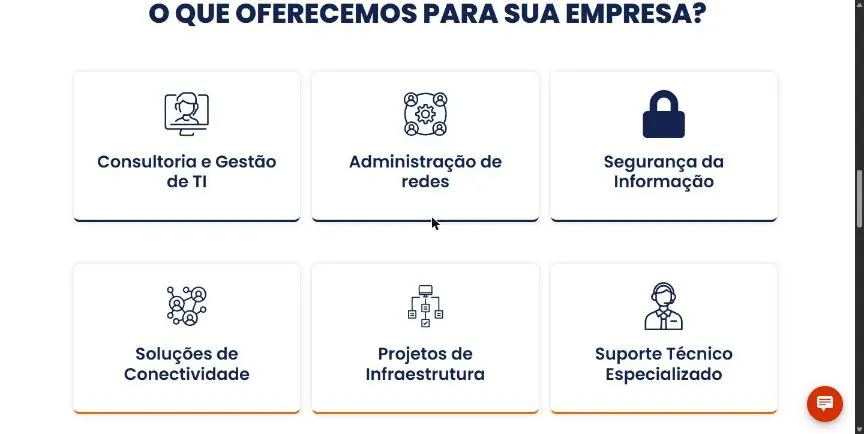 O QUE OFERECEMOS PARA SUA EMPRESA?
Consultoria e Gestão
de TI
Administração de
redes
Segurança da
Informação
Soluções de
Conectividade
Projetos de
Infraestrutura
Suporte Técnico
Especializado